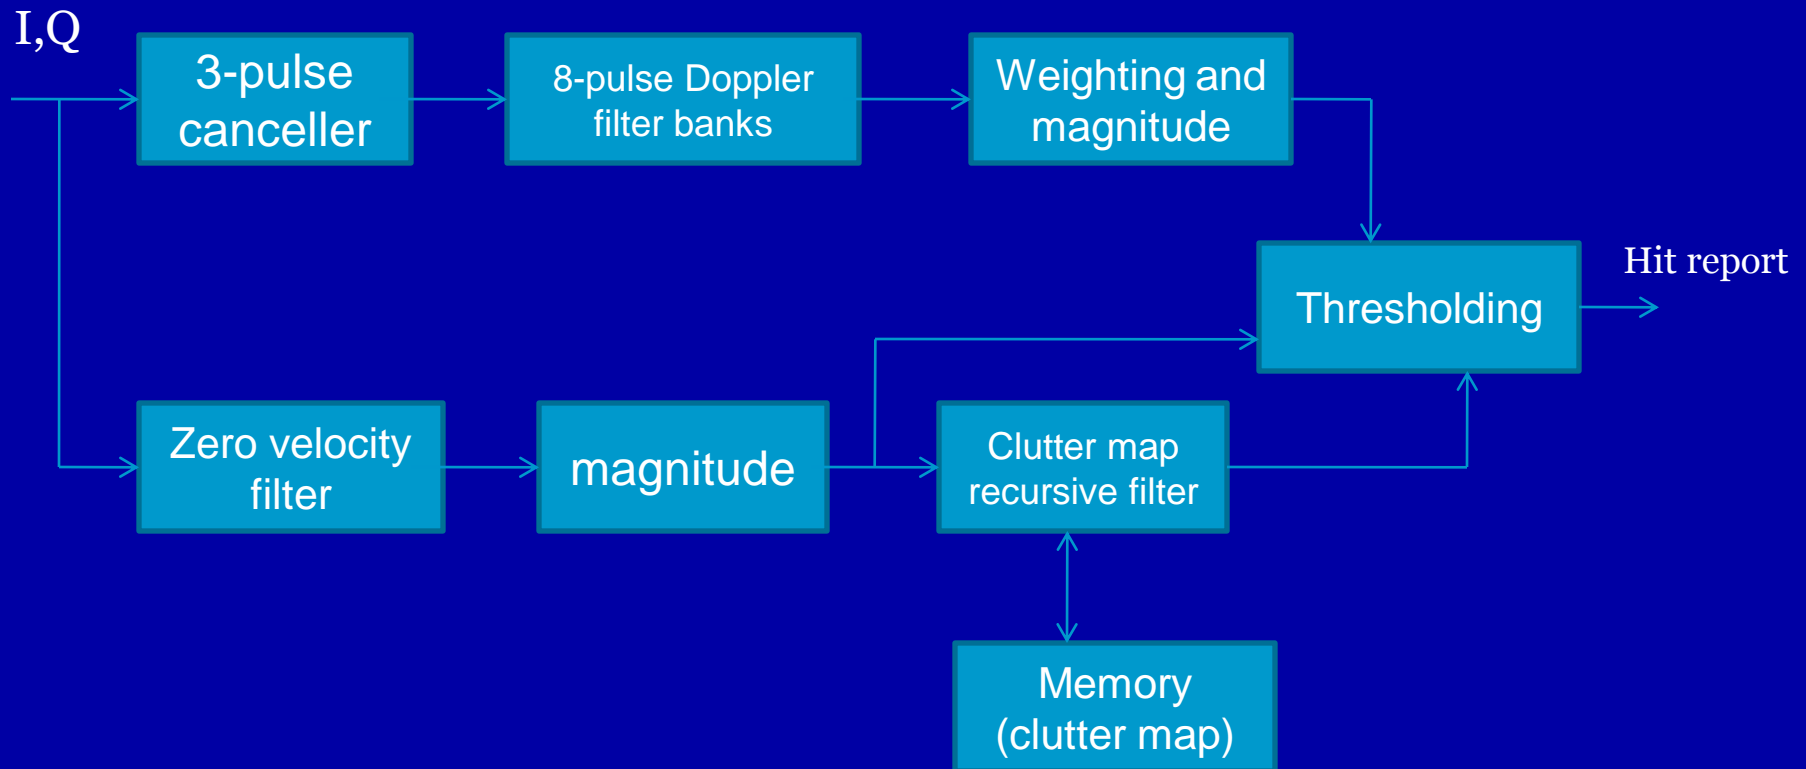 I,Q
3-pulse
canceller
8-pulse Doppler
filter banks
Weighting and
magnitude
Thresholding
Hit report
Zero velocity
filter
magnitude
Clutter map
recursive filter
Memory
(clutter map)